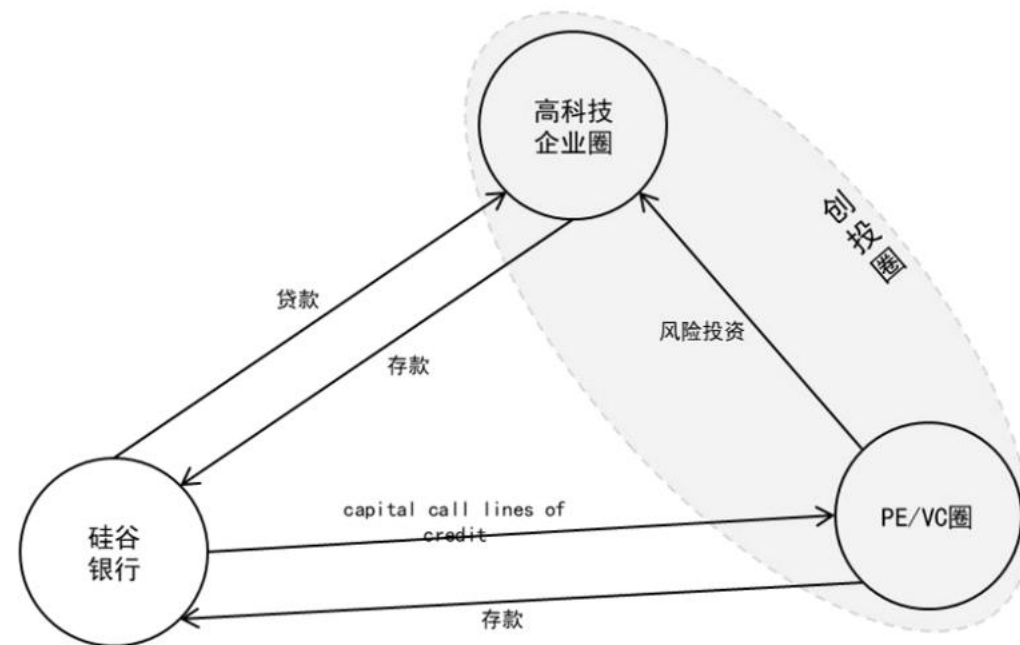 高科技
企业圈
创投圈
贷款
风险投资
存款
capital call lines of
credit
PE/VC圈
硅谷
银行
存款